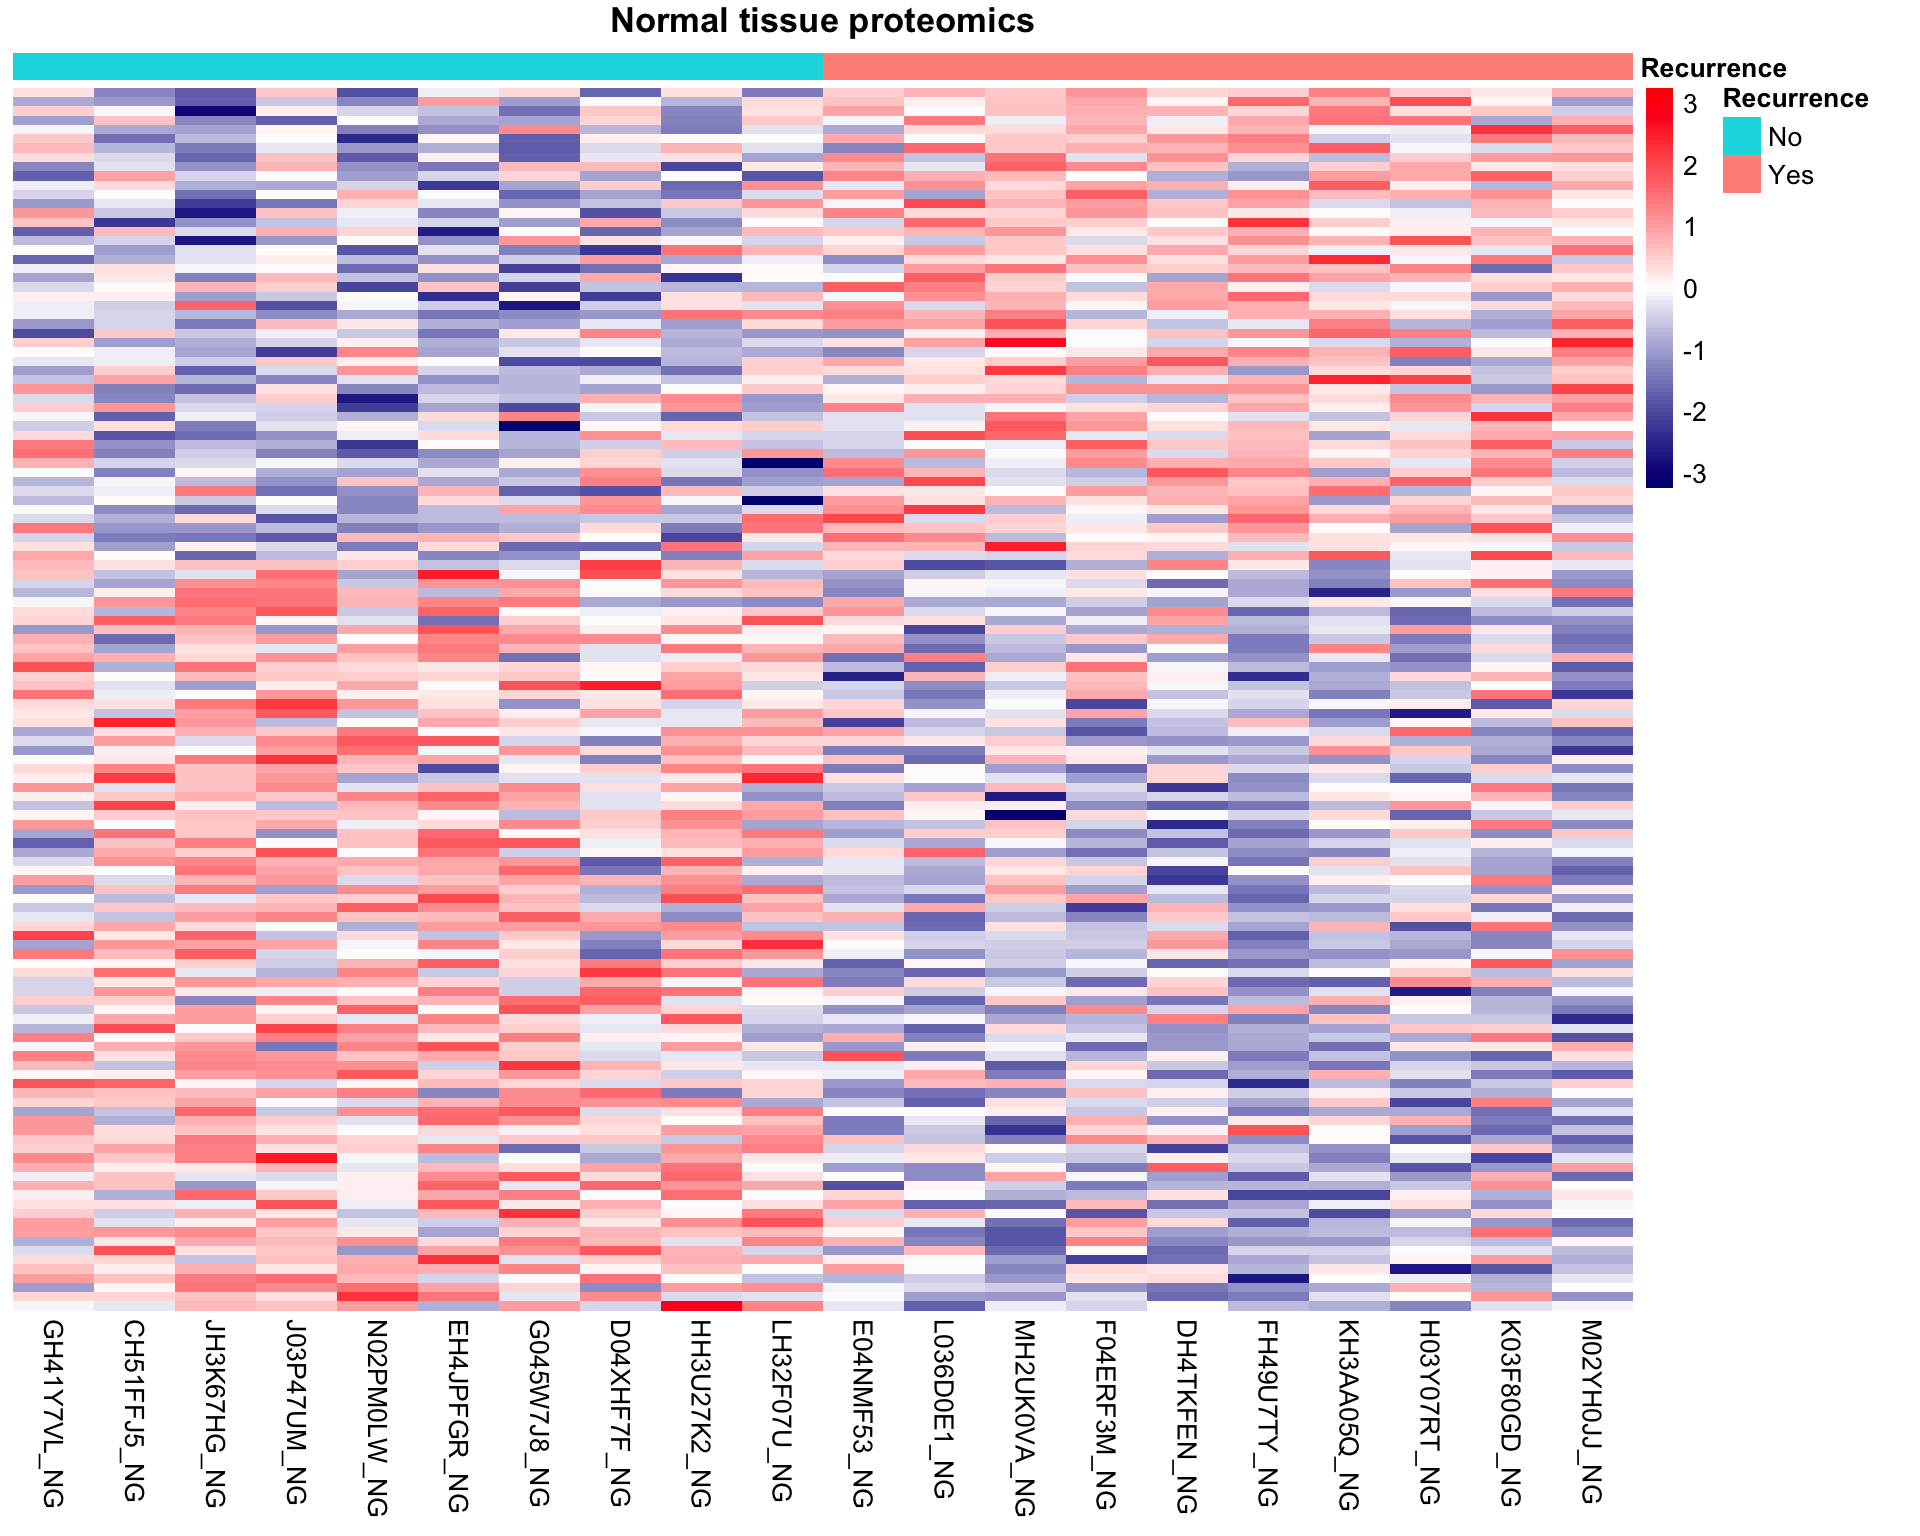 Normal tissue proteomics
Recurrence
Recurrence
No
Yes
3
2
1
0
-1
-2
-3
GH41Y7VL_NG
CH51FFJ5_NG
JH3K67HG_NG
J03P47UM_NG
N02PM0LW_NG
EH4JPFGR_NG
G045W7J8_NG
D04XHF7F_NG
HH3U27K2_NG
LH32F07U_NG
E04NMF53_NG
L036D0E1_NG
MH2UK0VA_NG
F04ERF3M_NG
DH4TKFEN_NG
FH49U7TY_NG
KH3AA05Q_NG
H03Y07RT_NG
K03F80GD_NG
M02YH0JJ_NG